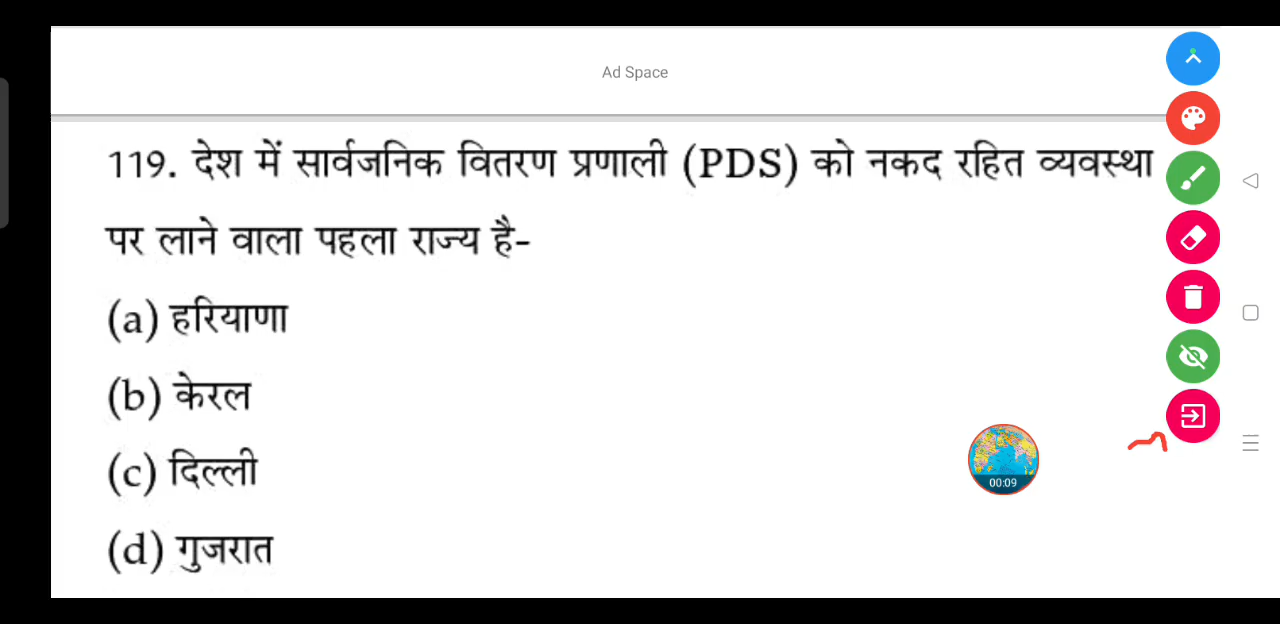 Ad Space
119. देश में सार्वजनिक वितरण प्रणाली (PDS) को नकद रहित व्यवस्था
पर लाने वाला पहला राज्य है-
(a) हरियाणा
(b) केरल
(c) दिल्ली
(d) गुजरात
00:09